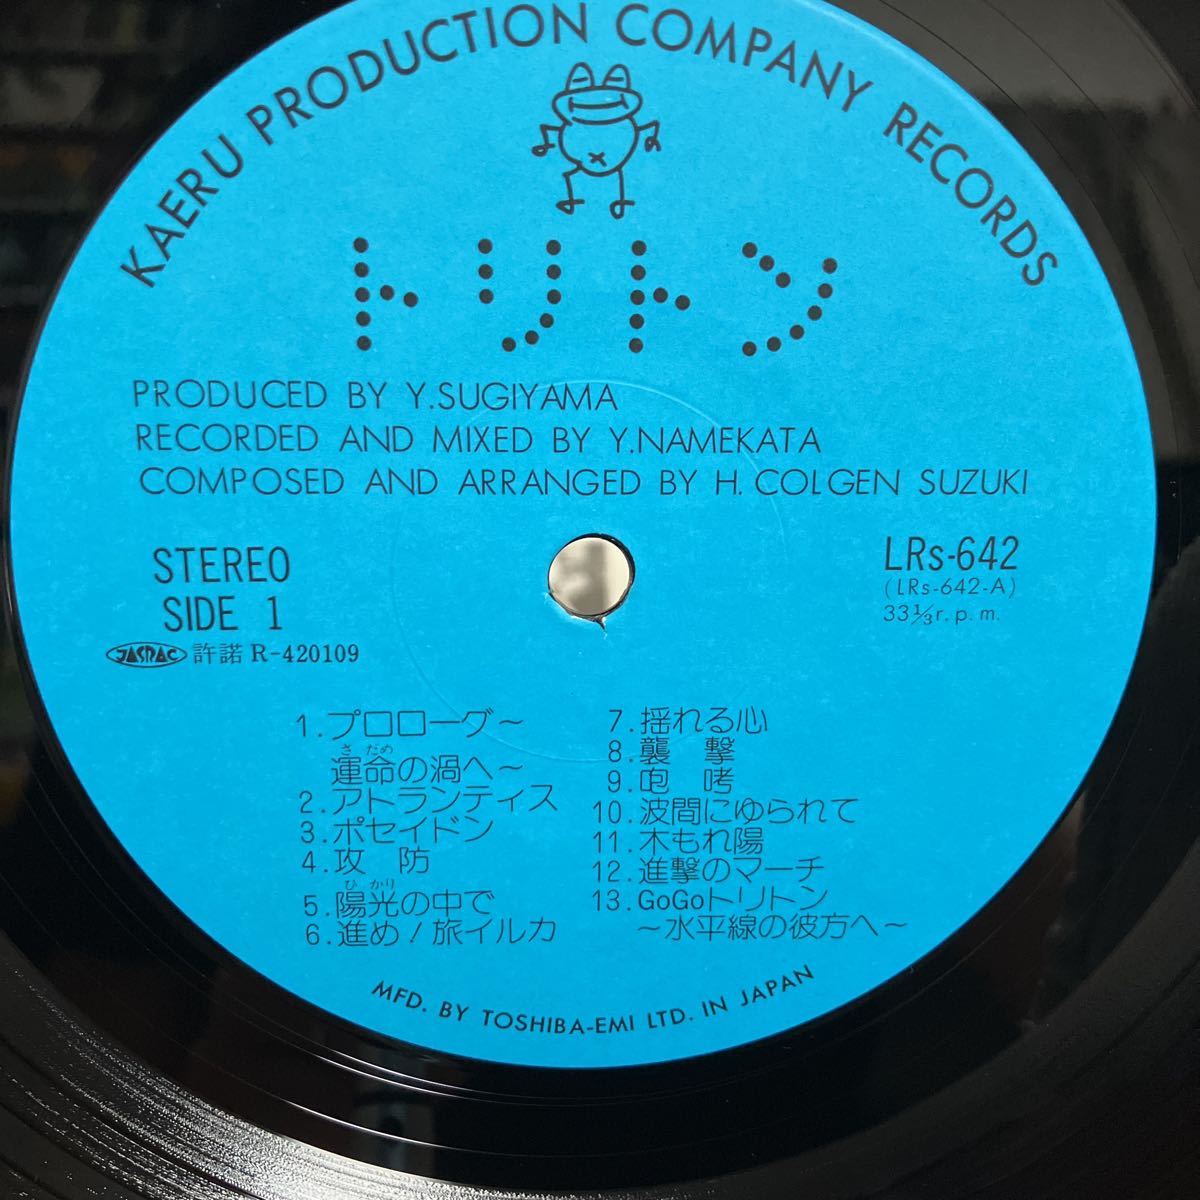 KAERU PRODUCTION COMPANY RECORDS
トリトン
PRODUCED BY Y.SUGIYAMA
RECORDED AND MIXED BY Y.NAMEKATA
COMPOSED AND ARRANGED BY H. COLGEN SUZUKI
STEREO
SIDE 1
JASRAC 許諾 R-420109
LRs-642
(LRs-642-A)
33⅓r.p.m.
1.プロローグ〜
さだめ
運命の渦へ〜
2.アトランティス
3.ポセイドン
4.攻 防
ひかり
5.陽光の中で
6.進め!旅イルカ
7.揺れる心
8.襲 撃
9.咆 哮
10.波間にゆられて
11.木もれ陽
12.進撃のマーチ
13.GoGoトリトン
〜水平線の彼方へ〜
MFD. BY TOSHIBA-EMI LTD. IN JAPAN